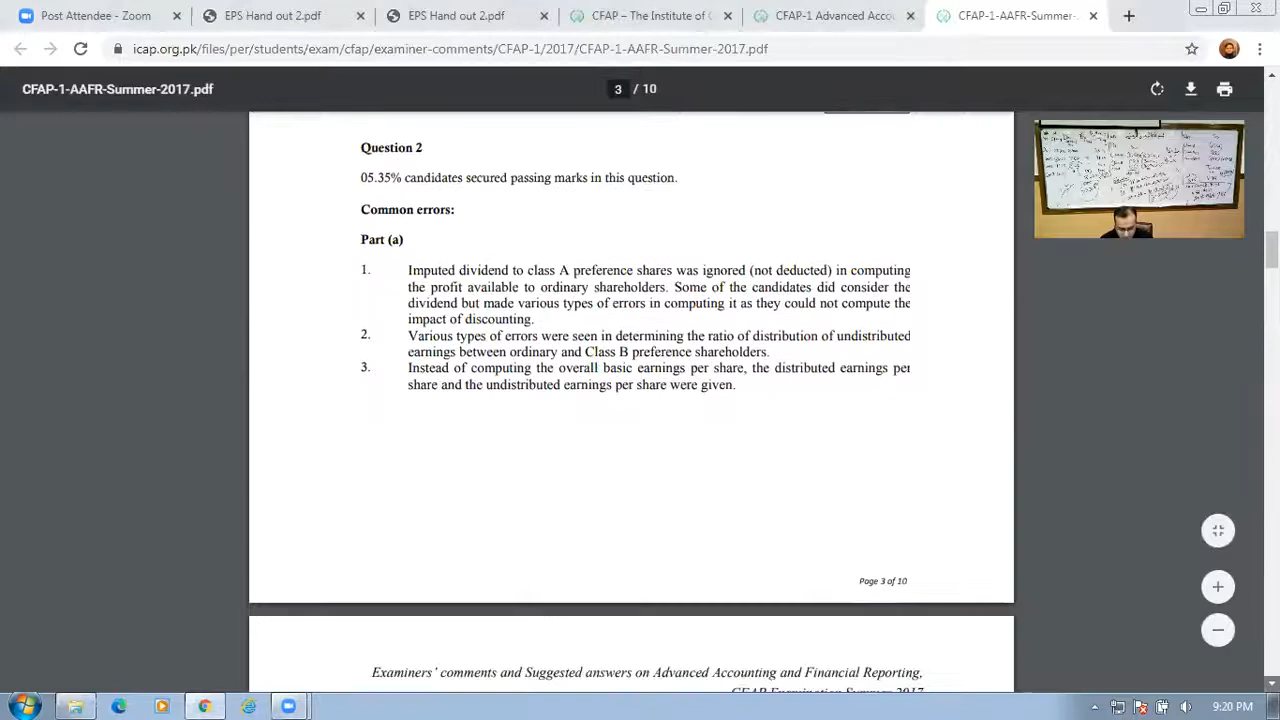 Post Attendee - Zoom
EPS Hand out 2.pdf
EPS Hand out 2.pdf
CFAP – The Institute of C
CFAP-1 Advanced Acco
CFAP-1-AAFR-Summer-
icap.org.pk/files/per/students/exam/cfap/examiner-comments/CFAP-1/2017/CFAP-1-AAFR-Summer-2017.pdf
CFAP-1-AAFR-Summer-2017.pdf
3 / 10
Question 2
05.35% candidates secured passing marks in this question.
Common errors:
Part (a)
1. Imputed dividend to class A preference shares was ignored (not deducted) in computing
the profit available to ordinary shareholders. Some of the candidates did consider the
dividend but made various types of errors in computing it as they could not compute the
impact of discounting.
2. Various types of errors were seen in determining the ratio of distribution of undistributed
earnings between ordinary and Class B preference shareholders.
3. Instead of computing the overall basic earnings per share, the distributed earnings per
share and the undistributed earnings per share were given.
Page 3 of 10
Examiners' comments and Suggested answers on Advanced Accounting and Financial Reporting,
CFAP Examination Summer 2017
9:20 PM